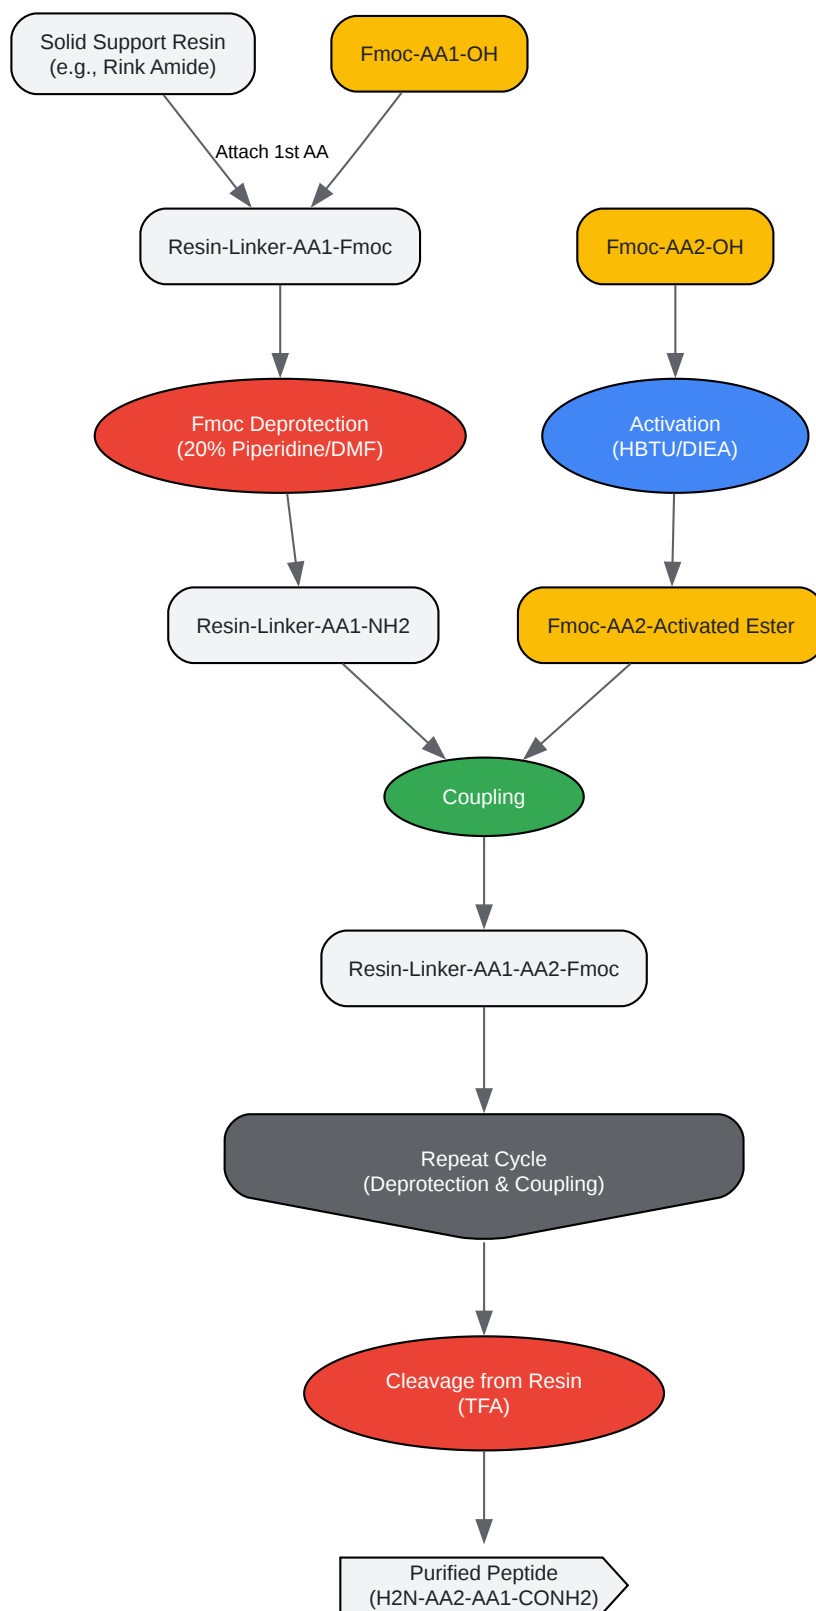 Solid Support Resin
(e.g., Rink Amide)
Fmoc-AA1-OH
Attach 1st AA
Resin-Linker-AA1-Fmoc
Fmoc-AA2-OH
Fmoc Deprotection
(20% Piperidine/DMF)
Activation
(HBTU/DIEA)
Resin-Linker-AA1-NH2
Fmoc-AA2-Activated Ester
Coupling
Resin-Linker-AA1-AA2-Fmoc
Repeat Cycle
(Deprotection & Coupling)
Cleavage from Resin
(TFA)
Purified Peptide
(H2N-AA2-AA1-CONH2)